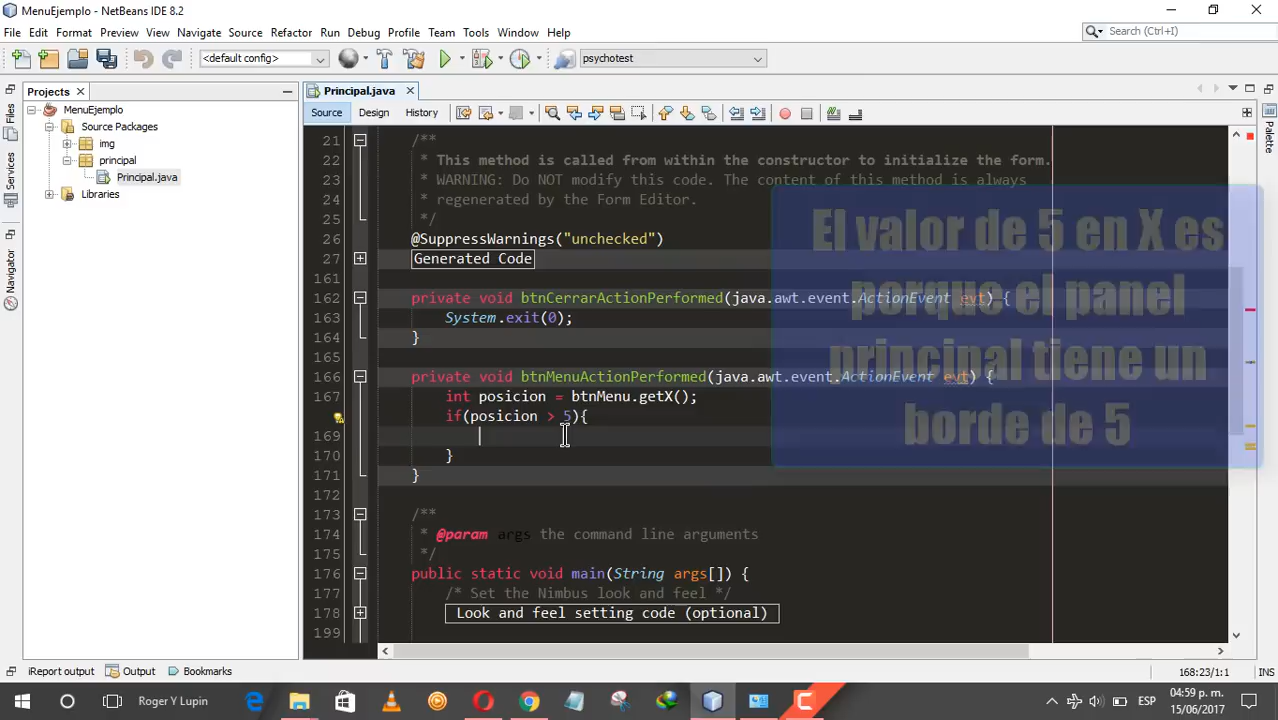 MenuEjemplo - NetBeans IDE 8.2
File Edit View Navigate Source Refactor Run Debug Profile Team Tools Window Help
Search (Ctrl+I)
<default config>
psychotest
Projects
Principal.java
Source Design History
Files
Services
Navigator
Palette
MenuEjemplo
Source Packages
img
principal
Principal.java
Libraries
21 /**
22 * This method is called from within the constructor to initialize the form.
23 * WARNING: Do NOT modify this code. The content of this method is always
24 * regenerated by the Form Editor.
25 */
26 @SuppressWarnings("unchecked")
27 Generated Code
161
162 private void btnCerrarActionPerformed(java.awt.event.ActionEvent evt) {
163 System.exit(0);
164 }
165
166 private void btnMenuActionPerformed(java.awt.event.ActionEvent evt) {
167 int posicion = btnMenu.getX();
if(posicion > 5){
169
170 }
171 }
172
173 /**
174 * @param args the command line arguments
175 */
176 public static void main(String args[]) {
177 /* Set the Nimbus look and feel */
178 Look and feel setting code (optional)
199
El valor de 5 en X es
porque el panel
principal tiene un
borde de 5
iReport output Output Bookmarks
168:23/1:1 INS
Roger Y Lupin
ESP
04:59 p. m.
15/06/2017